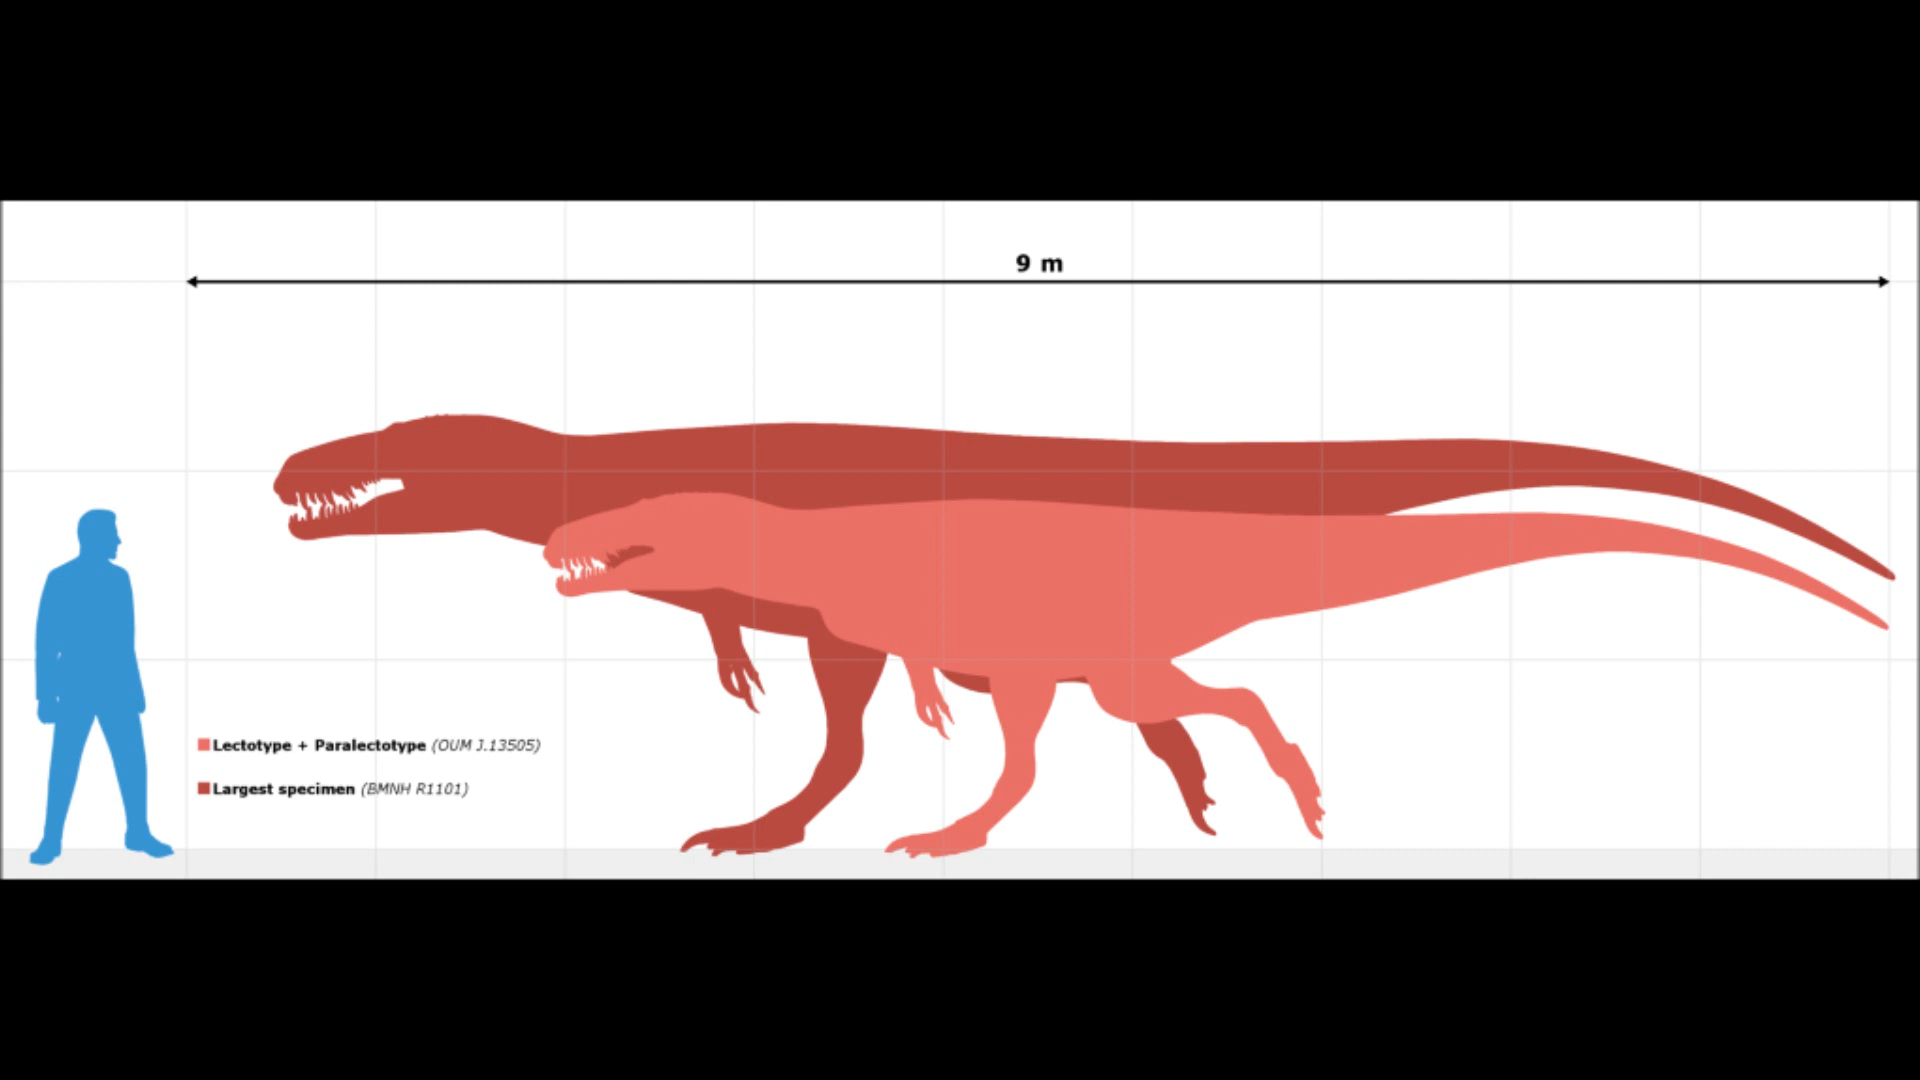 9 m
Lectotype + Paralectotype (OUM J.13505)
Largest specimen (BMNH R1101)